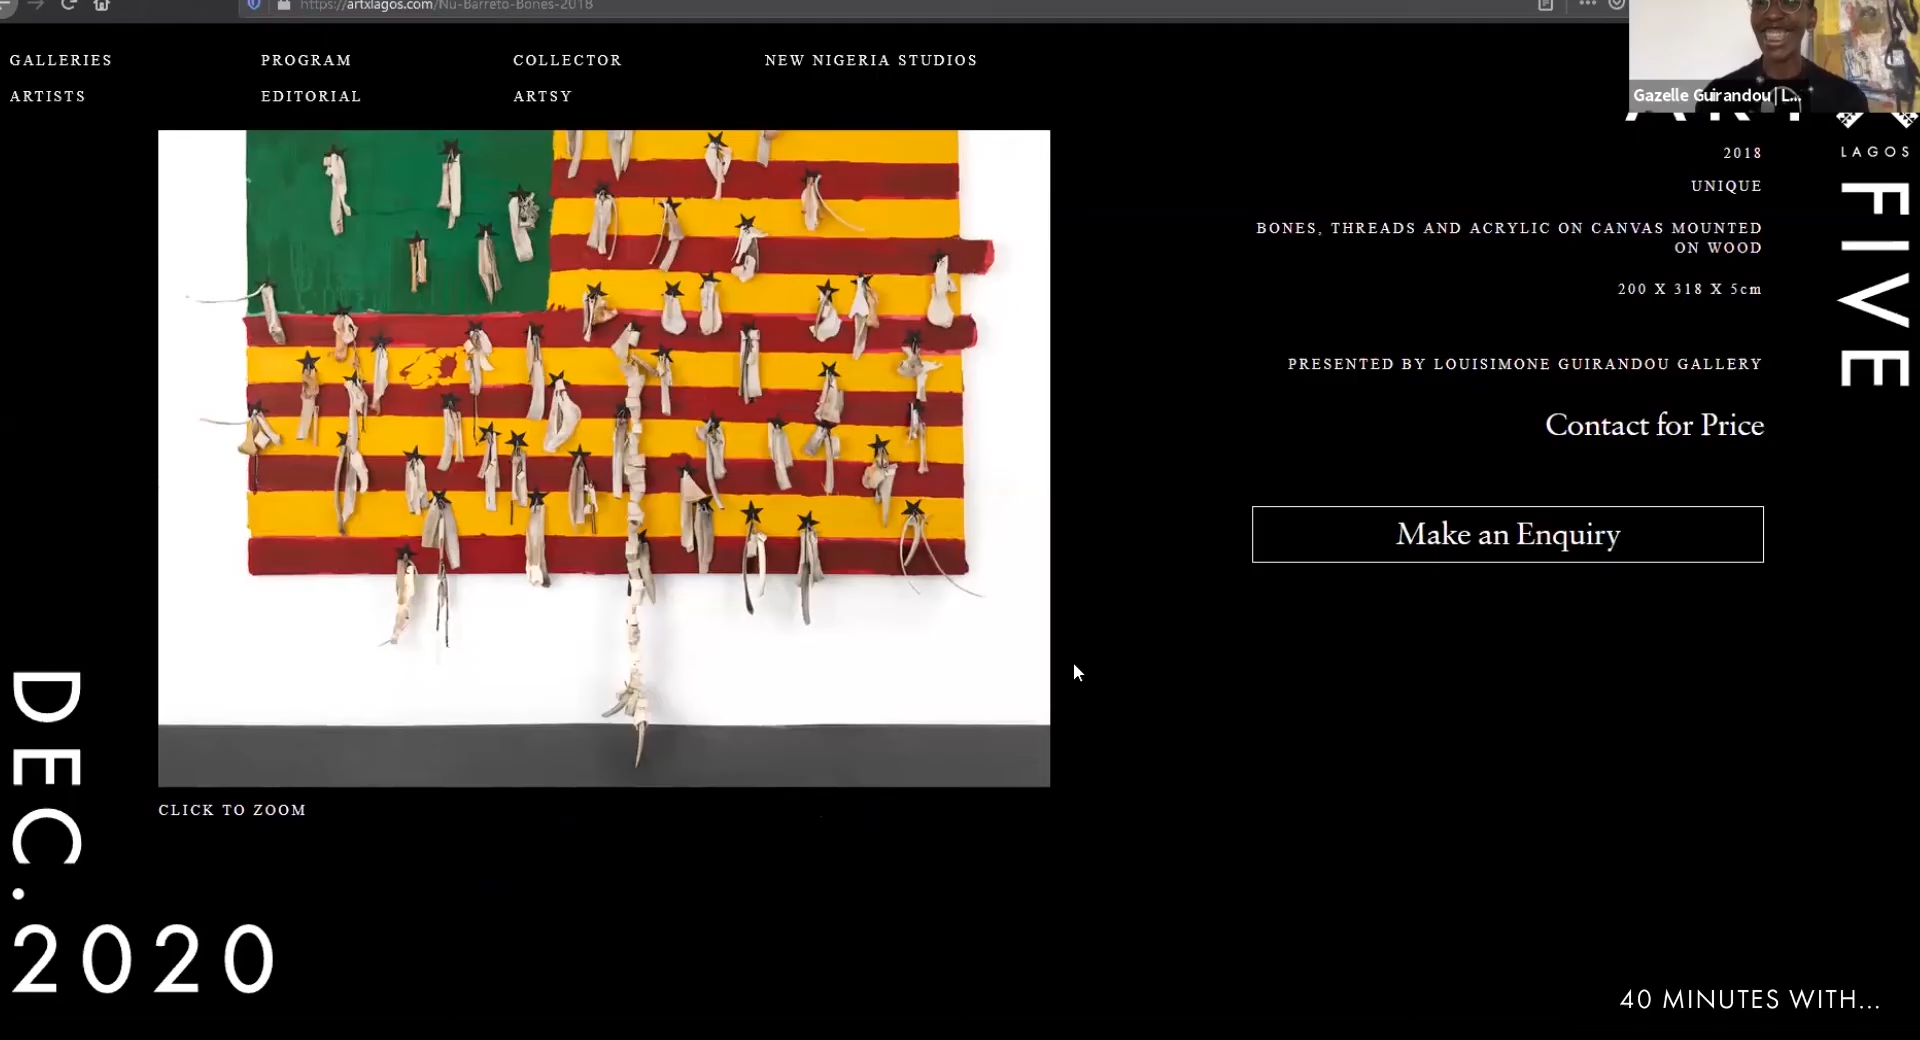 https://artxlagos.com/Nu-Barreto-Bones-2018
GALLERIES
PROGRAM
COLLECTOR
NEW NIGERIA STUDIOS
ARTISTS
EDITORIAL
ARTSY
Gazelle Guirandou | L...
ART
LAGOS
FIVE
2018
UNIQUE
BONES, THREADS AND ACRYLIC ON CANVAS MOUNTED
ON WOOD
200 X 318 X 5cm
PRESENTED BY LOUISIMONE GUIRANDOU GALLERY
Contact for Price
Make an Enquiry
CLICK TO ZOOM
DEC.
2020
40 MINUTES WITH...